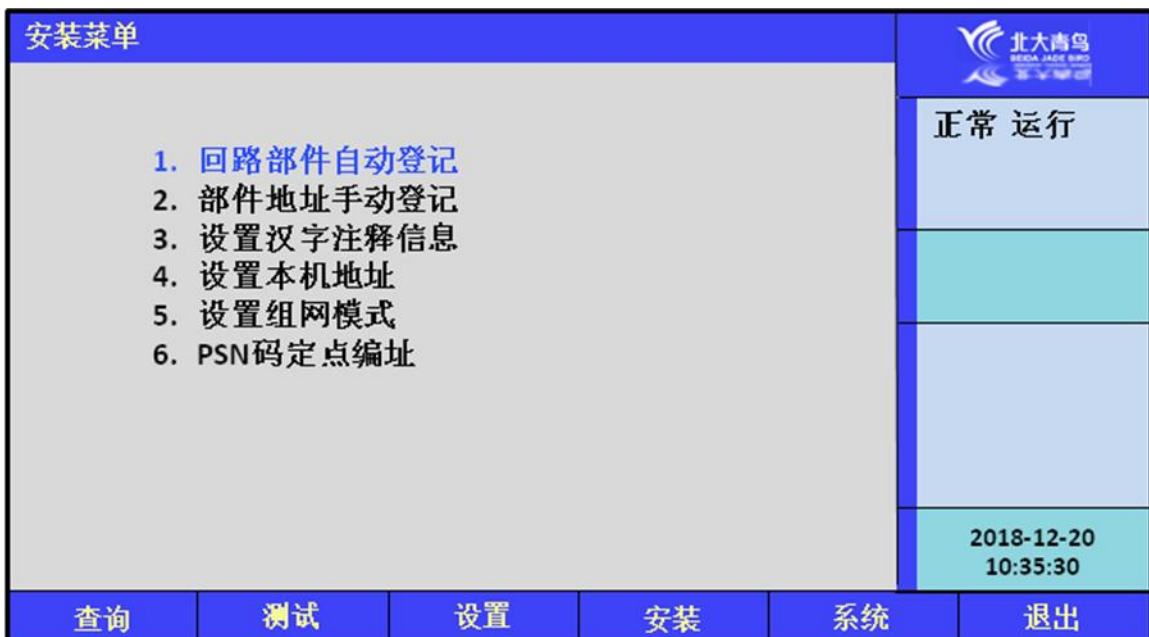 安装菜单
北大青鸟
BEIDA JADE BIRD
正常 运行
1. 回路部件自动登记
2. 部件地址手动登记
3. 设置汉字注释信息
4. 设置本机地址
5. 设置组网模式
6. PSN码定点编址
2018-12-20
10:35:30
查询 测试 设置 安装 系统 退出